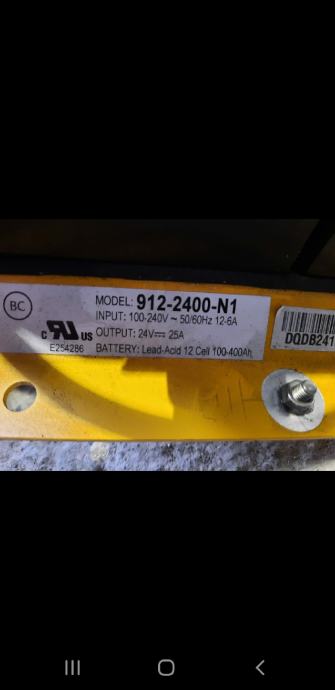 BC
MODEL: 912-2400-N1
INPUT: 100-240V ~ 50/60Hz 12-6A
c RU US
OUTPUT: 24V⎓ 25A
E254286
BATTERY: Lead-Acid 12 Cell 100-400Ah
DQDB241